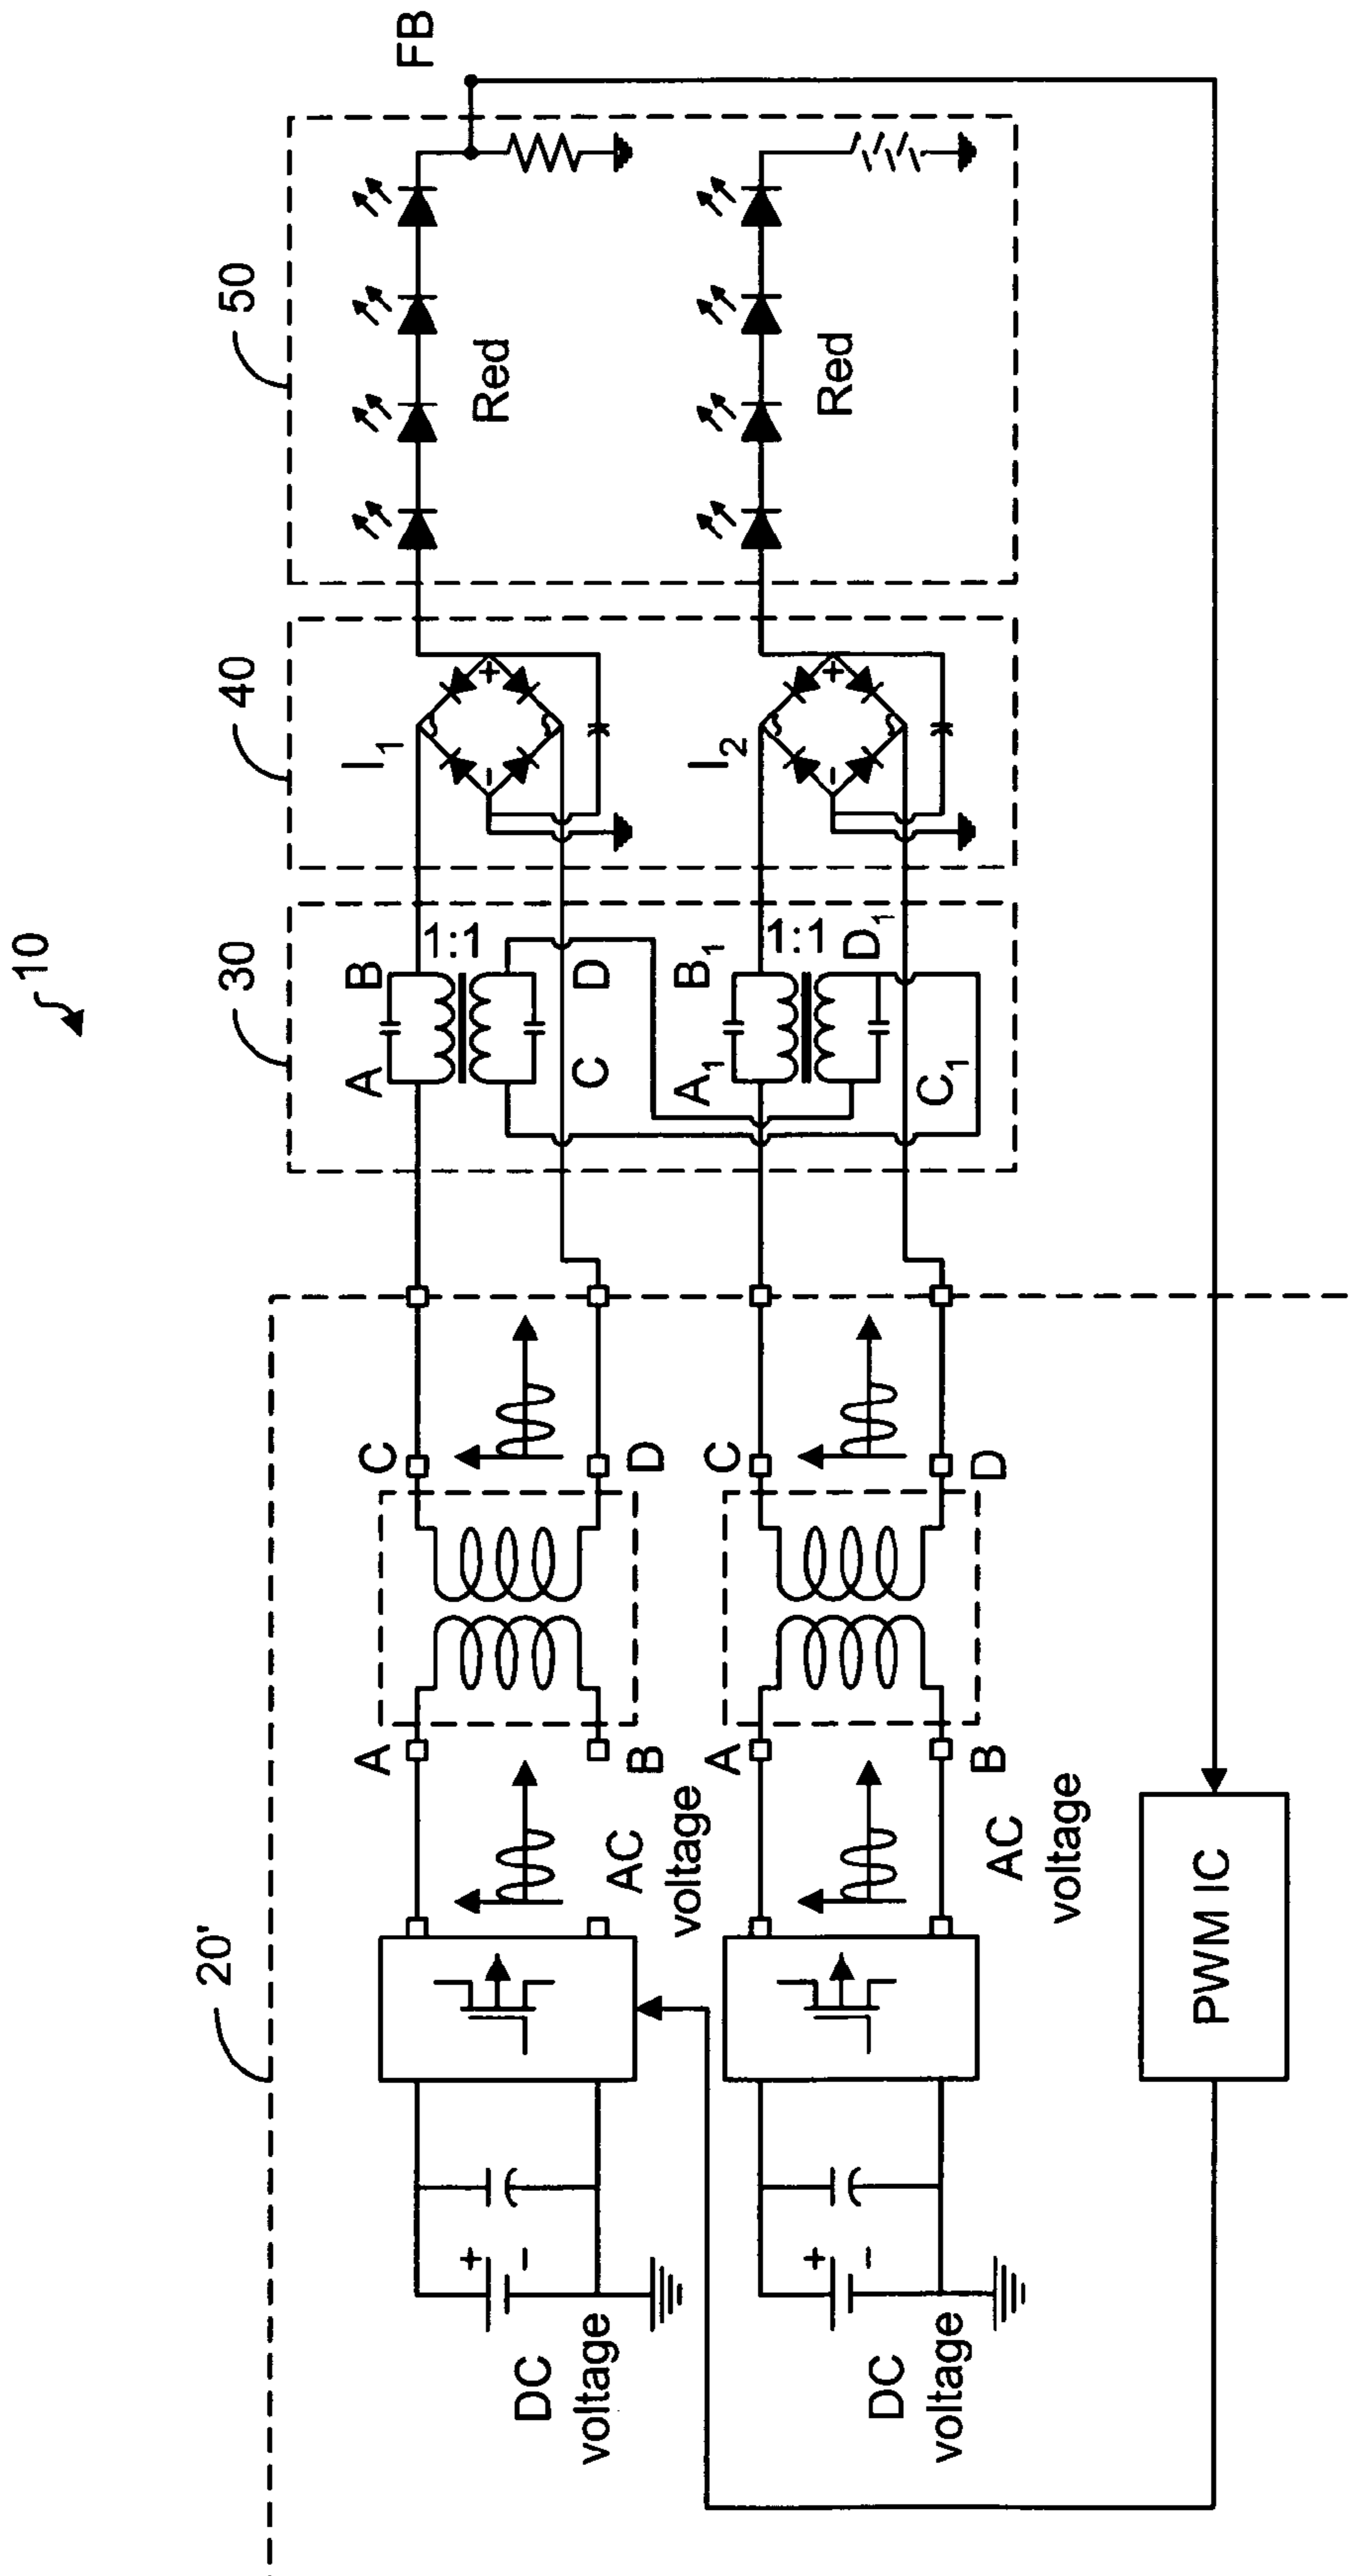 10
20'
30
40
50
DC
voltage
+
−
A
B
AC
voltage
C
D
A
B
1:1
C
D
I1
+
−
Red
FB
DC
voltage
+
−
A
B
AC
voltage
C
D
A1
B1
1:1
C1
D1
I2
+
−
Red
PWM IC